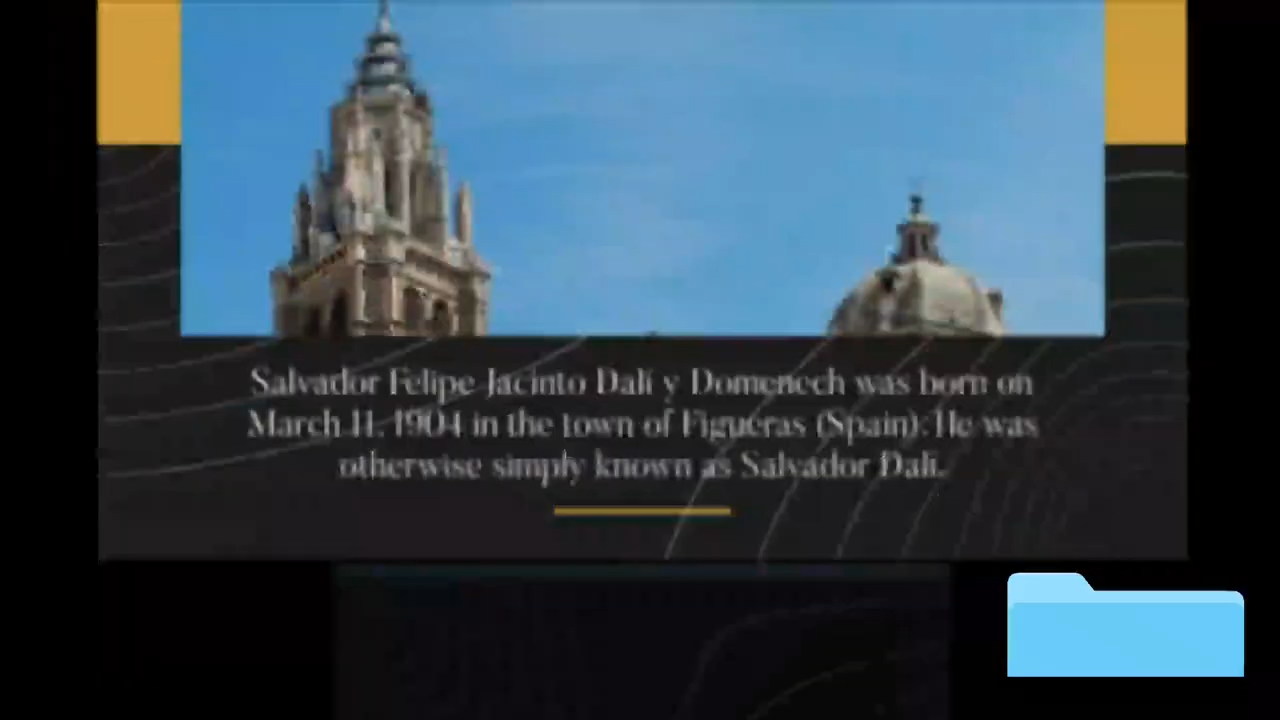 Salvador Felipe Jacinto Dalí y Domenech was born on
March 11, 1904 in the town of Figueras (Spain). He was
otherwise simply known as Salvador Dalí.